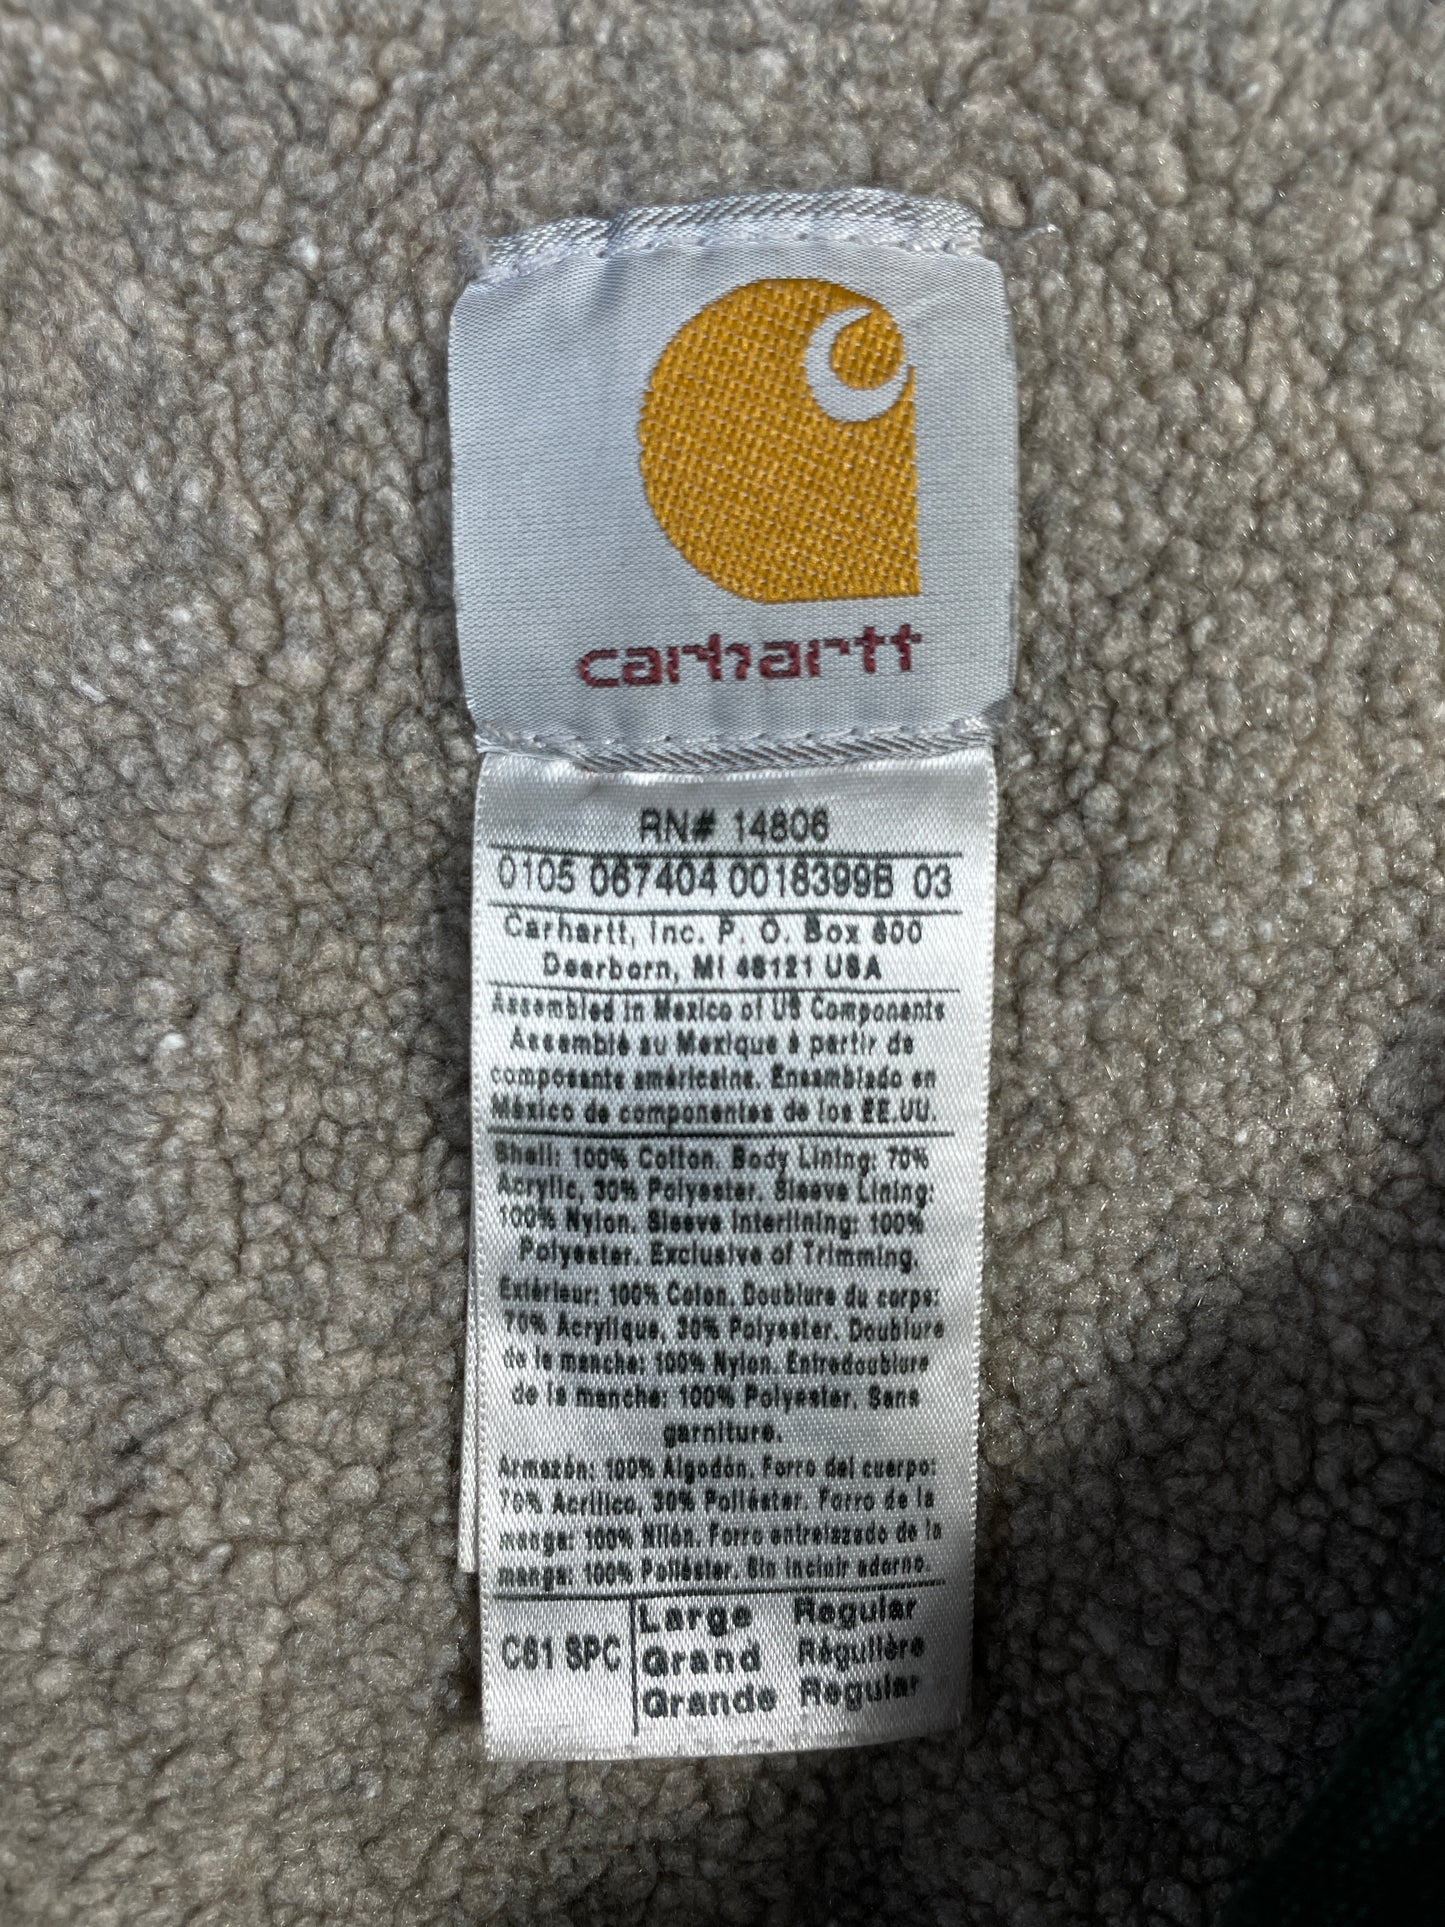 carhartt
RN# 14806
0105 067404 0018399B 03
Carhartt, Inc. P. O. Box 600
Dearborn, MI 48121 USA
Assembled in Mexico of US Components
Assemblé au Mexique à partir de
composants américains. Ensamblado en
México de componentes de los EE.UU.
Shell: 100% Cotton. Body Lining: 70%
Acrylic, 30% Polyester. Sleeve Lining:
100% Nylon. Sleeve Interlining: 100%
Polyester. Exclusive of Trimming.
Extérieur: 100% Coton. Doublure du corps:
70% Acrylique, 30% Polyester. Doublure
de la manche: 100% Nylon. Entredoublure
de la manche: 100% Polyester. Sans
garniture.
Armazón: 100% Algodón. Forro del cuerpo:
70% Acrílico, 30% Poliéster. Forro de la
manga: 100% Nilón. Forro entrelazado de la
manga: 100% Poliéster. Sin incluir adorno.
C61 SPC
Large Regular
Grand Régulière
Grande Regular